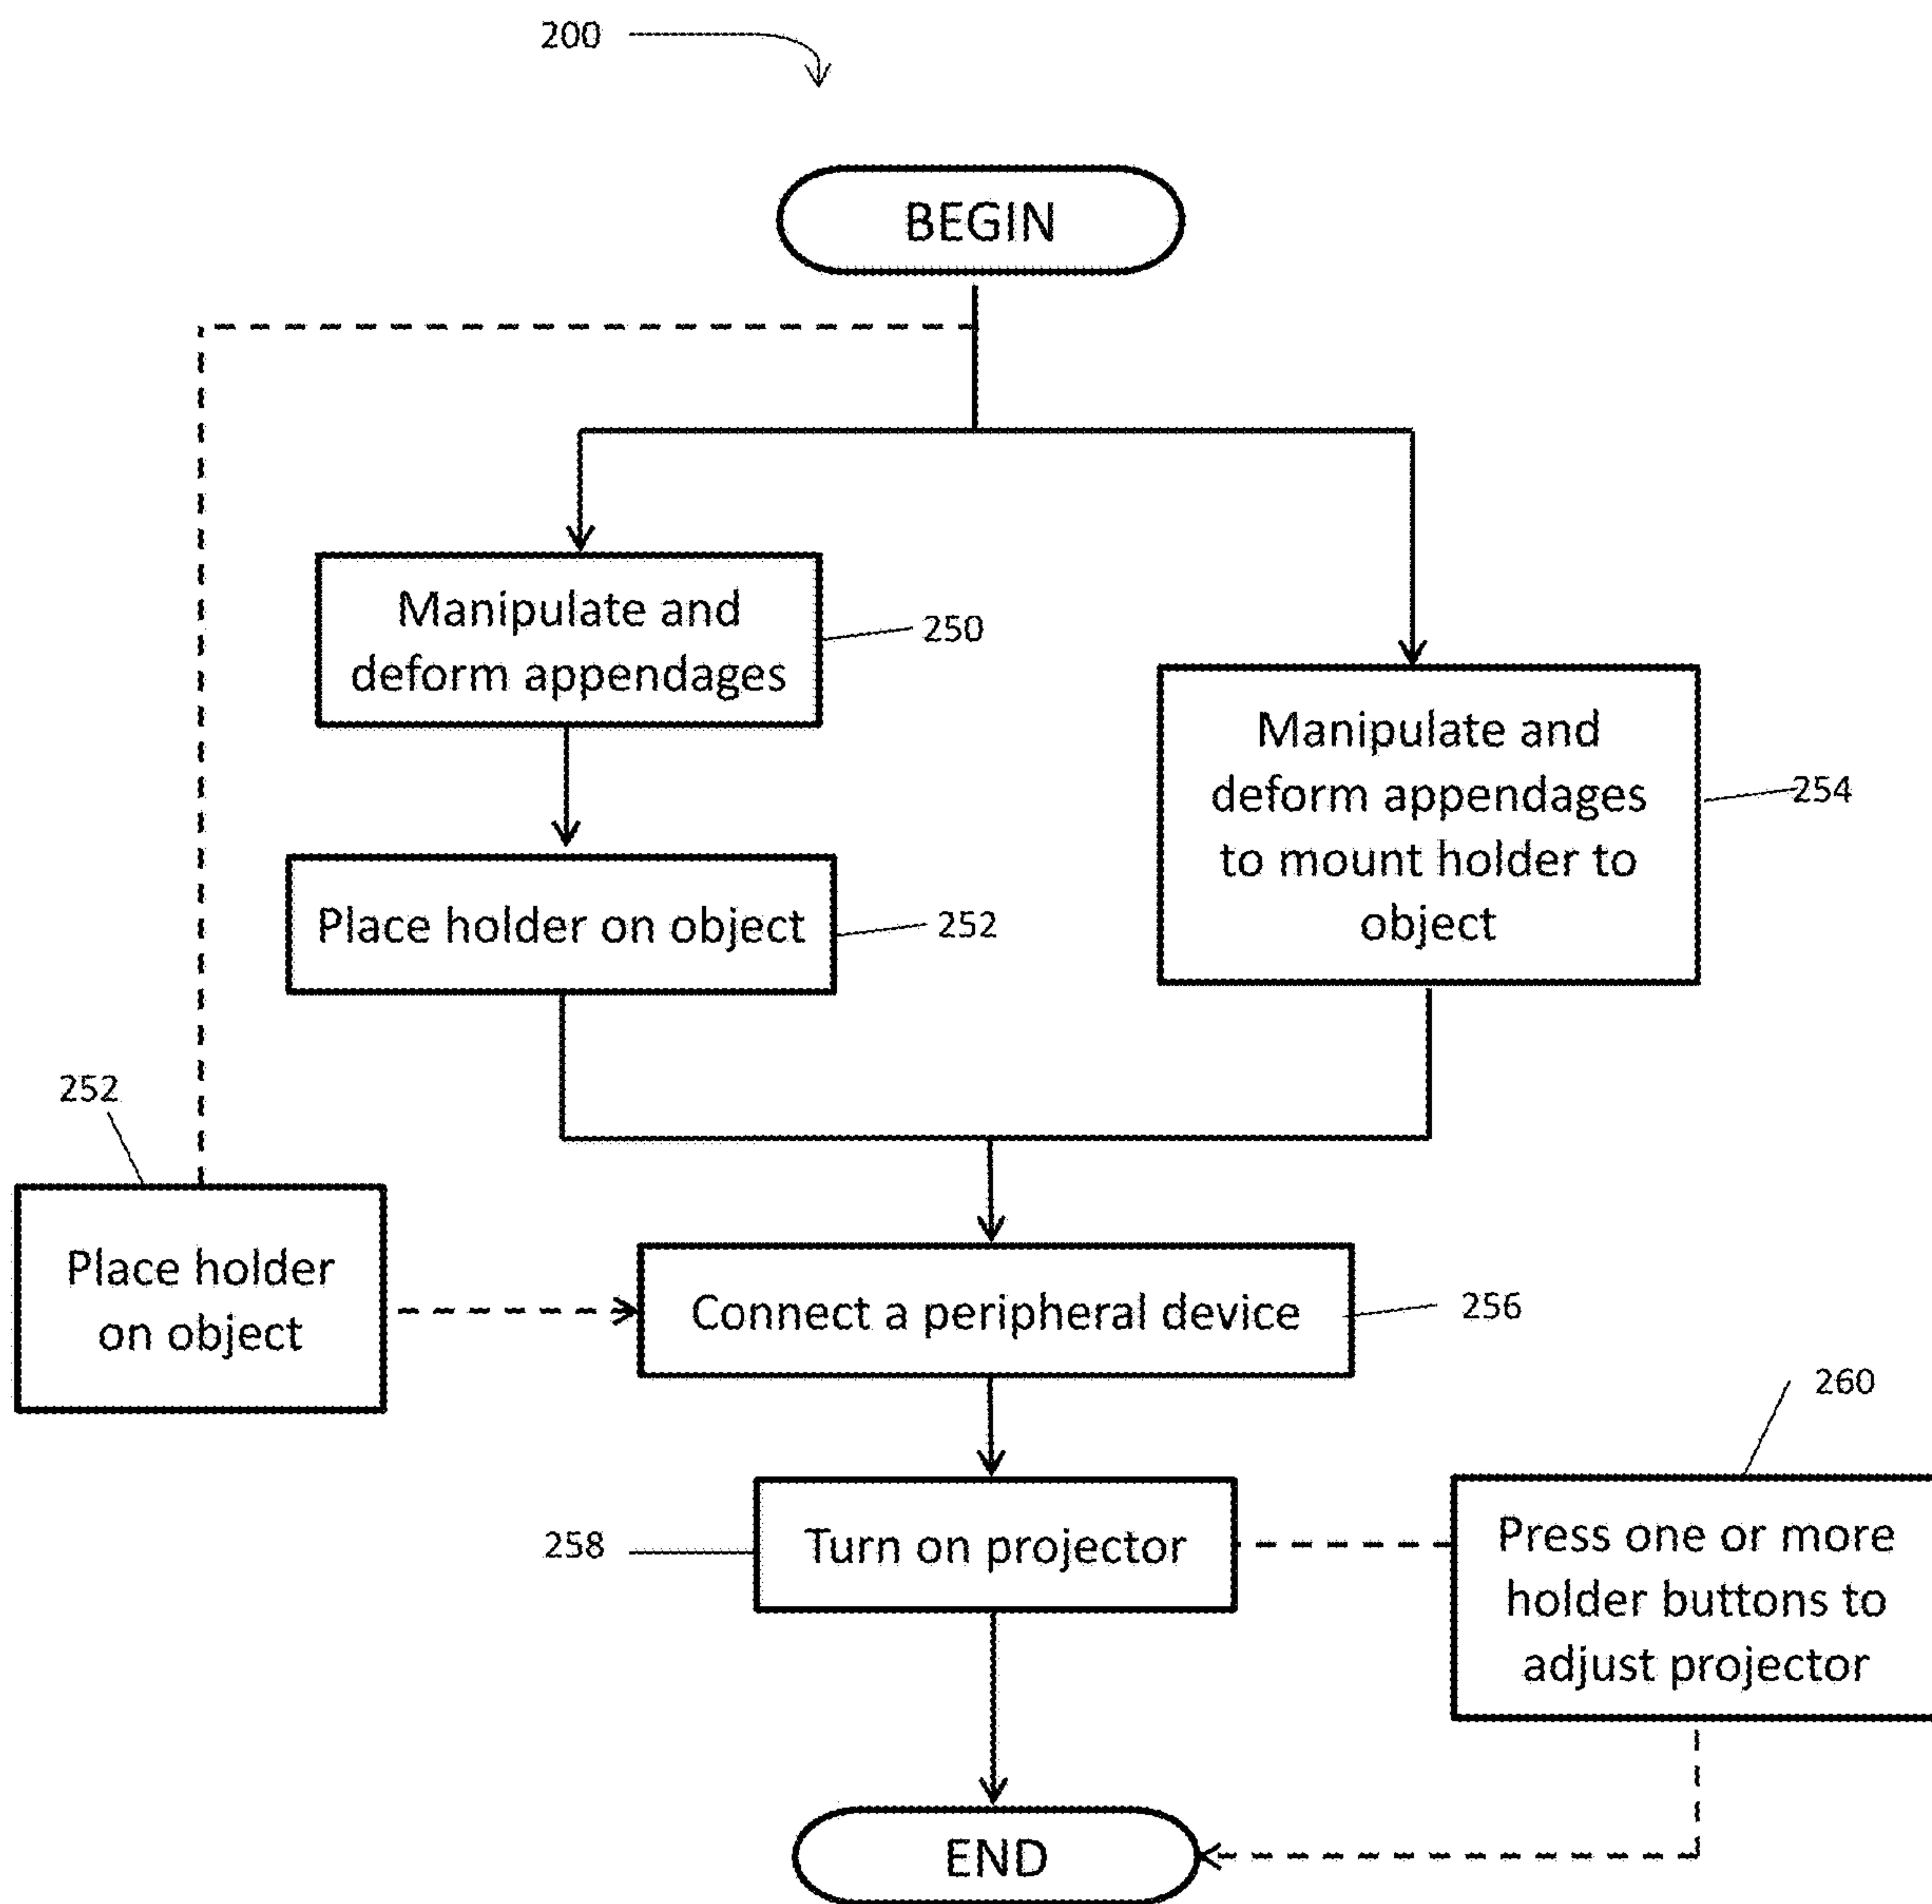 200
BEGIN
Manipulate and
deform appendages
250
Manipulate and
deform appendages
to mount holder to
object
254
Place holder on object
252
252
Place holder
on object
Connect a peripheral device
256
260
258
Turn on projector
Press one or more
holder buttons to
adjust projector
END